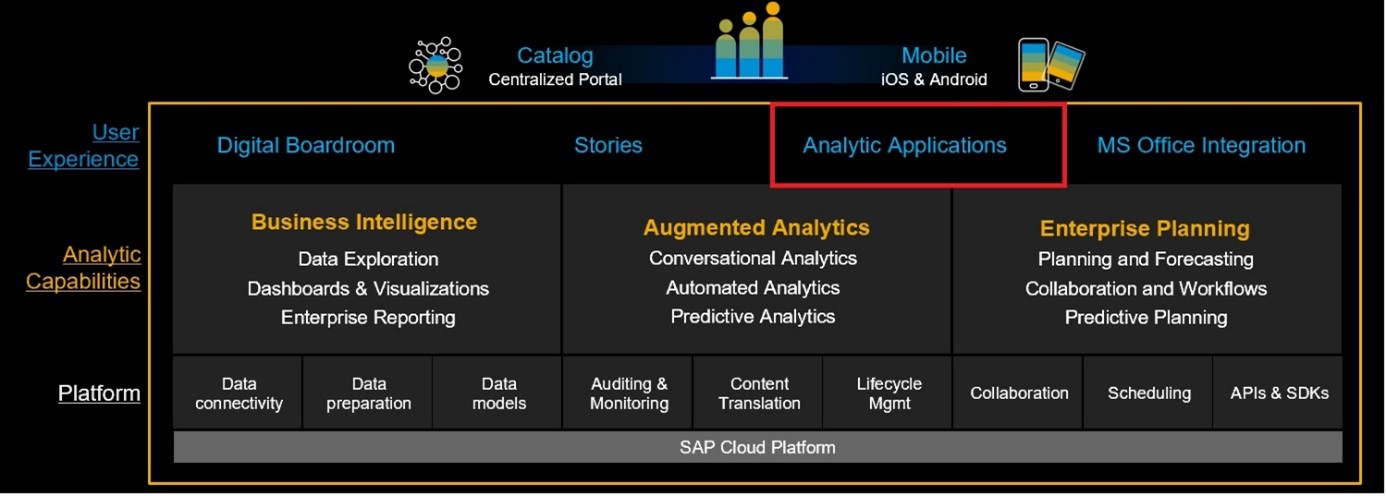 Catalog
Centralized Portal
Mobile
iOS & Android
User
Experience
Digital Boardroom
Stories
Analytic Applications
MS Office Integration
Analytic
Capabilities
Business Intelligence
Data Exploration
Dashboards & Visualizations
Enterprise Reporting
Augmented Analytics
Conversational Analytics
Automated Analytics
Predictive Analytics
Enterprise Planning
Planning and Forecasting
Collaboration and Workflows
Predictive Planning
Platform
Data
connectivity
Data
preparation
Data
models
Auditing &
Monitoring
Content
Translation
Lifecycle
Mgmt
Collaboration
Scheduling
APIs & SDKs
SAP Cloud Platform